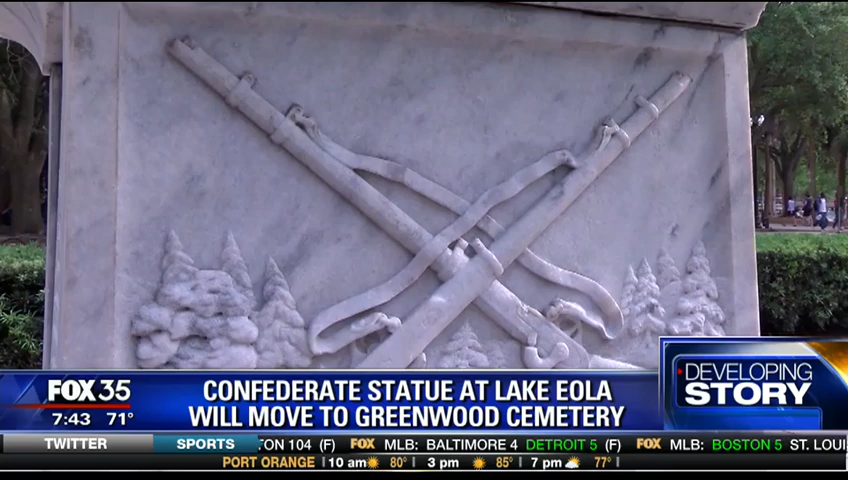 FOX 35
7:43 71°
CONFEDERATE STATUE AT LAKE EOLA
WILL MOVE TO GREENWOOD CEMETERY
DEVELOPING
STORY
TWITTER SPORTS TON 104 (F) FOX MLB: BALTIMORE 4 DETROIT 5 (F) FOX MLB: BOSTON 5 ST. LOUI
PORT ORANGE 10 am 80° 3 pm 85° 7 pm 77°